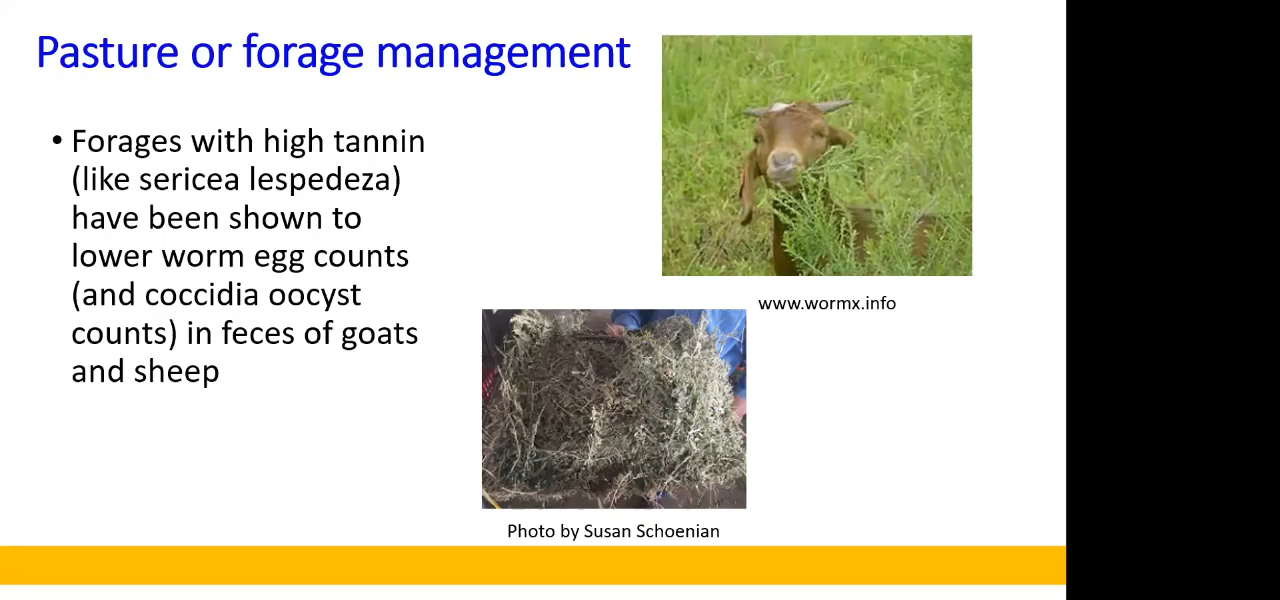 Pasture or forage management
• Forages with high tannin
(like sericea lespedeza)
have been shown to
lower worm egg counts
(and coccidia oocyst
counts) in feces of goats
and sheep
www.wormx.info
Photo by Susan Schoenian